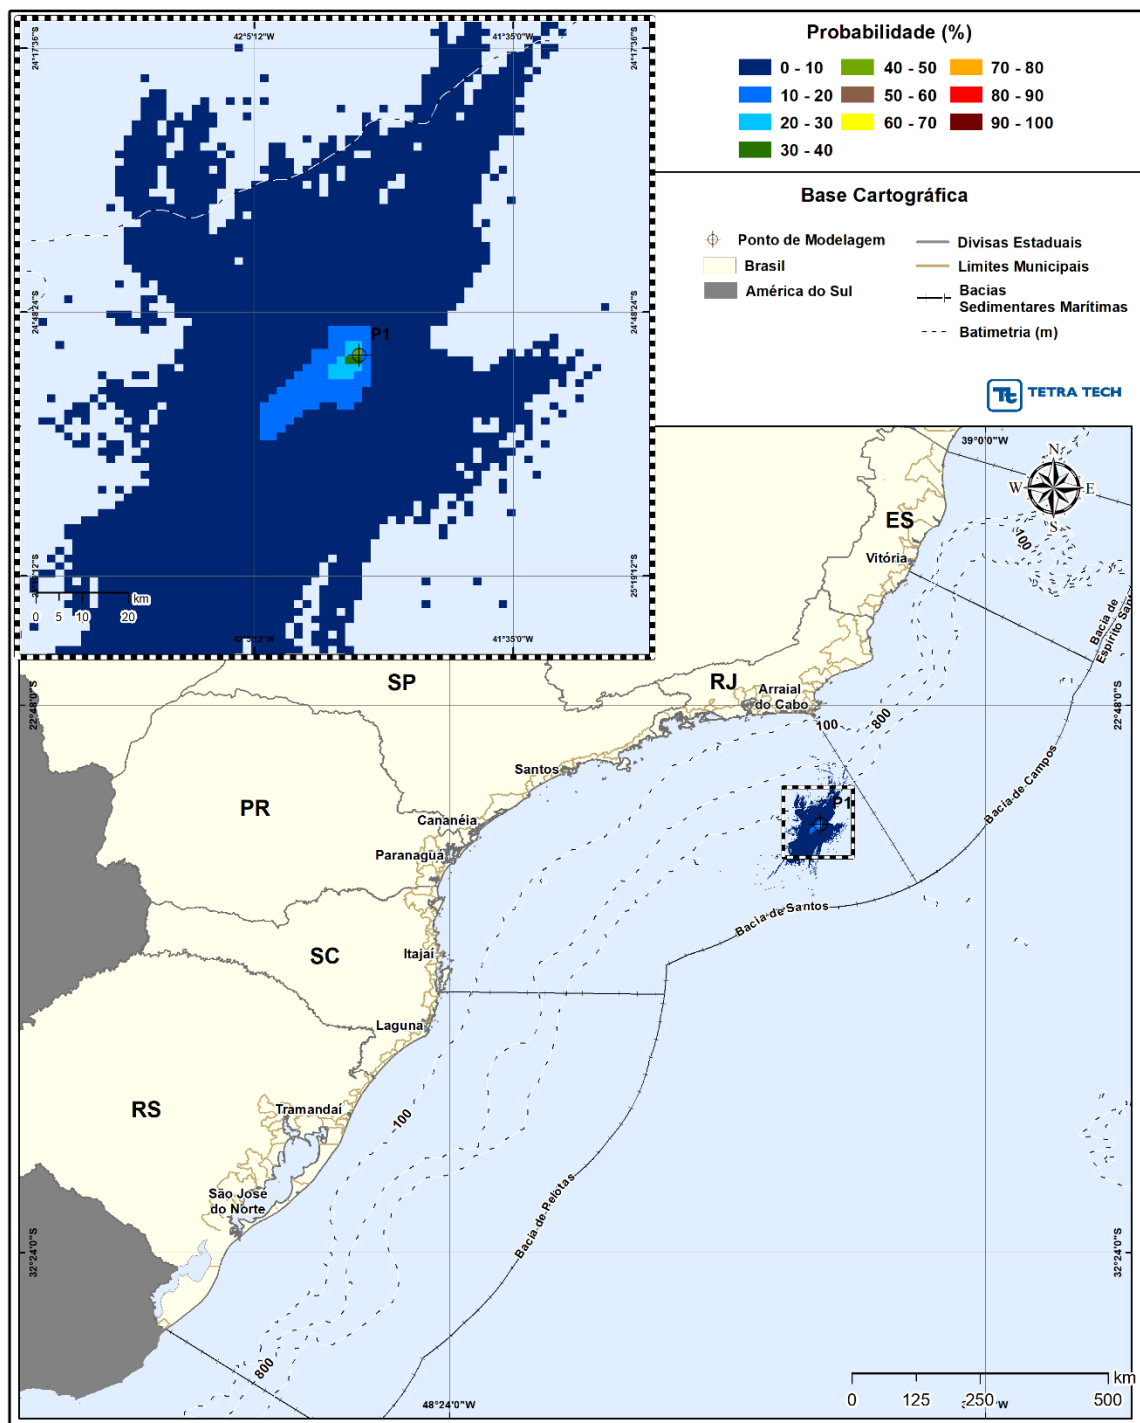 42°5'12"W
41°35'0"W
24°17'36"S
24°17'36"S
P1
24°48'24"S
24°48'24"S
25°19'12"S
km
0 5 10 20
42°5'12"W
41°35'0"W
Probabilidade (%)
0 - 10
40 - 50
70 - 80
10 - 20
50 - 60
80 - 90
20 - 30
60 - 70
90 - 100
30 - 40
Base Cartográfica
Ponto de Modelagem
Divisas Estaduais
Brasil
Limites Municipais
América do Sul
Bacias
Sedimentares Marítimas
Batimetria (m)
Tt
TETRA TECH
39°0'0"W
N
W E
S
100
ES
Vitória
Bacia de
SP
RJ
Arraial
do Cabo
22°48'0"S
22°48'0"S
100
800
Santos
Bacia de Campos
P1
PR
Cananéia
Paranaguá
Bacia de Santos
SC
Itajaí
Laguna
RS
Tramandaí
100
São José
do Norte
Bacia de Pelotas
32°24'0"S
32°24'0"S
800
km
0 125 250 500
48°24'0"W